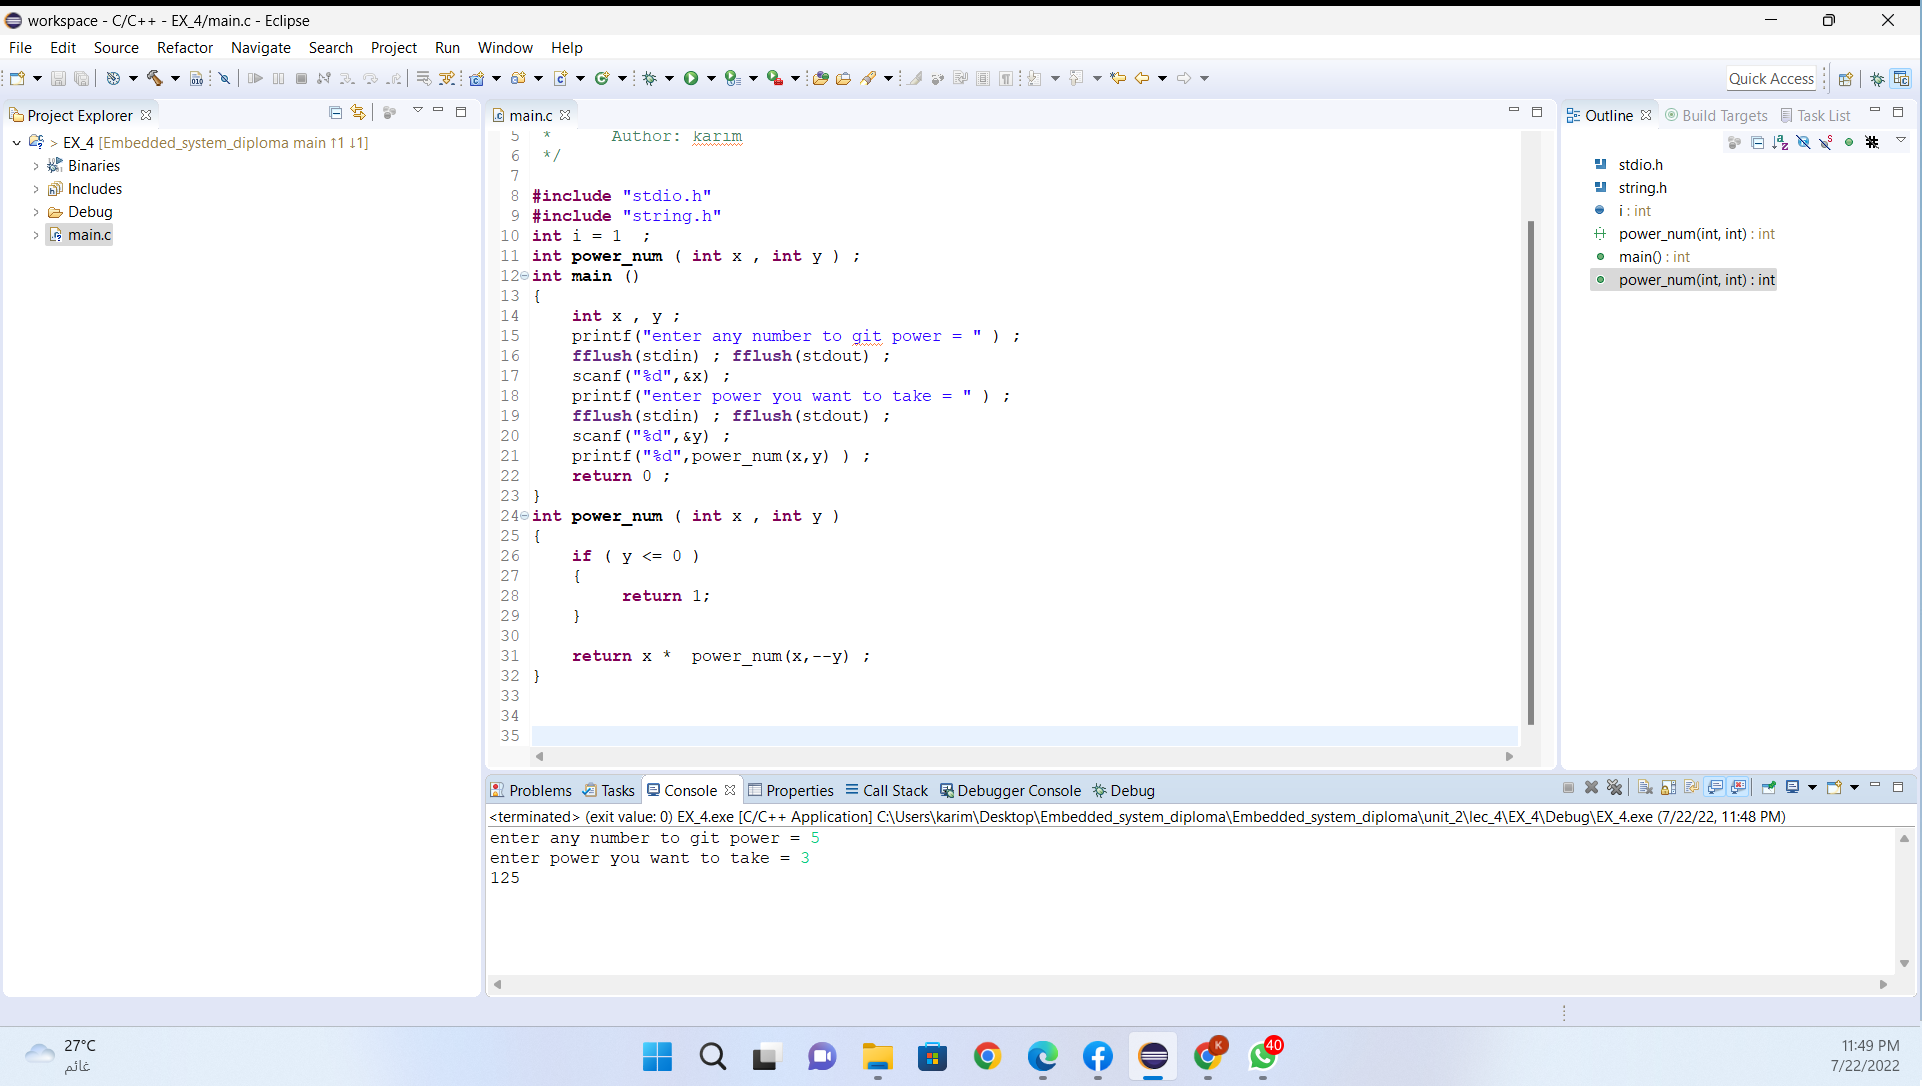 workspace - C/C++ - EX_4/main.c - Eclipse
File Edit Source Refactor Navigate Search Project Run Window Help
Quick Access
Project Explorer
> EX_4 [Embedded_system_diploma main ↑1 ↓1]
Binaries
Includes
Debug
main.c
main.c
5 * Author: karim
6 */
7
8 #include "stdio.h"
9 #include "string.h"
10 int i = 1 ;
11 int power_num ( int x , int y ) ;
12 int main ()
13 {
14 int x , y ;
15 printf("enter any number to git power = " ) ;
16 fflush(stdin) ; fflush(stdout) ;
17 scanf("%d",&x) ;
18 printf("enter power you want to take = " ) ;
19 fflush(stdin) ; fflush(stdout) ;
20 scanf("%d",&y) ;
21 printf("%d",power_num(x,y) ) ;
22 return 0 ;
23 }
24 int power_num ( int x , int y )
25 {
26 if ( y <= 0 )
27 {
28 return 1;
29 }
30
31 return x * power_num(x,--y) ;
32 }
33
34
35
Outline Build Targets Task List
stdio.h
string.h
i : int
power_num(int, int) : int
main() : int
power_num(int, int) : int
Problems Tasks Console Properties Call Stack Debugger Console Debug
<terminated> (exit value: 0) EX_4.exe [C/C++ Application] C:\Users\karim\Desktop\Embedded_system_diploma\Embedded_system_diploma\unit_2\lec_4\EX_4\Debug\EX_4.exe (7/22/22, 11:48 PM)
enter any number to git power = 5
enter power you want to take = 3
125
27°C
غائم
K
40
11:49 PM
7/22/2022